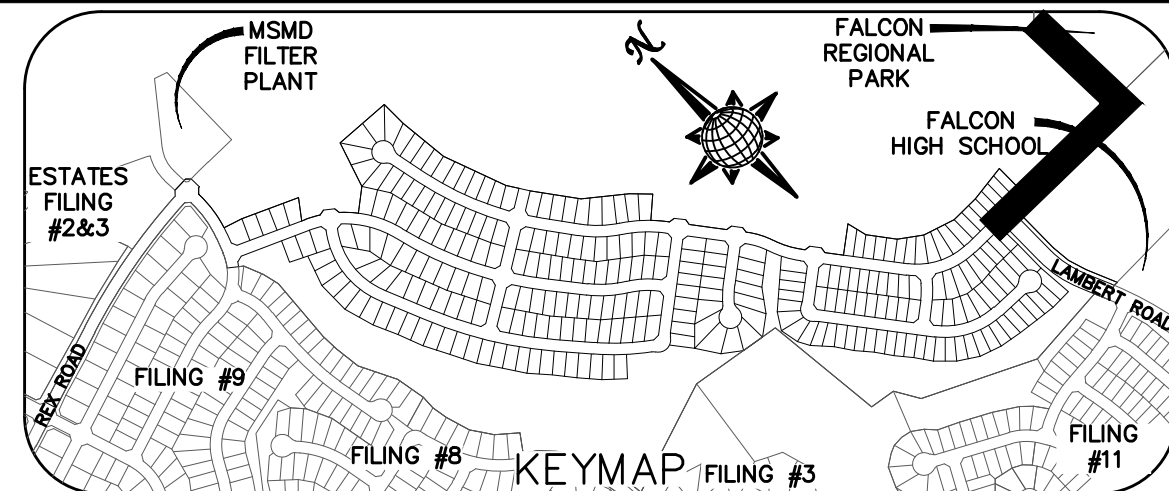 MSMD
FILTER
PLANT
N
FALCON
REGIONAL
PARK
FALCON
HIGH SCHOOL
ESTATES
FILING
#2&3
LAMBERT ROAD
REX ROAD
FILING #9
FILING #8
KEYMAP
FILING #3
FILING
#11